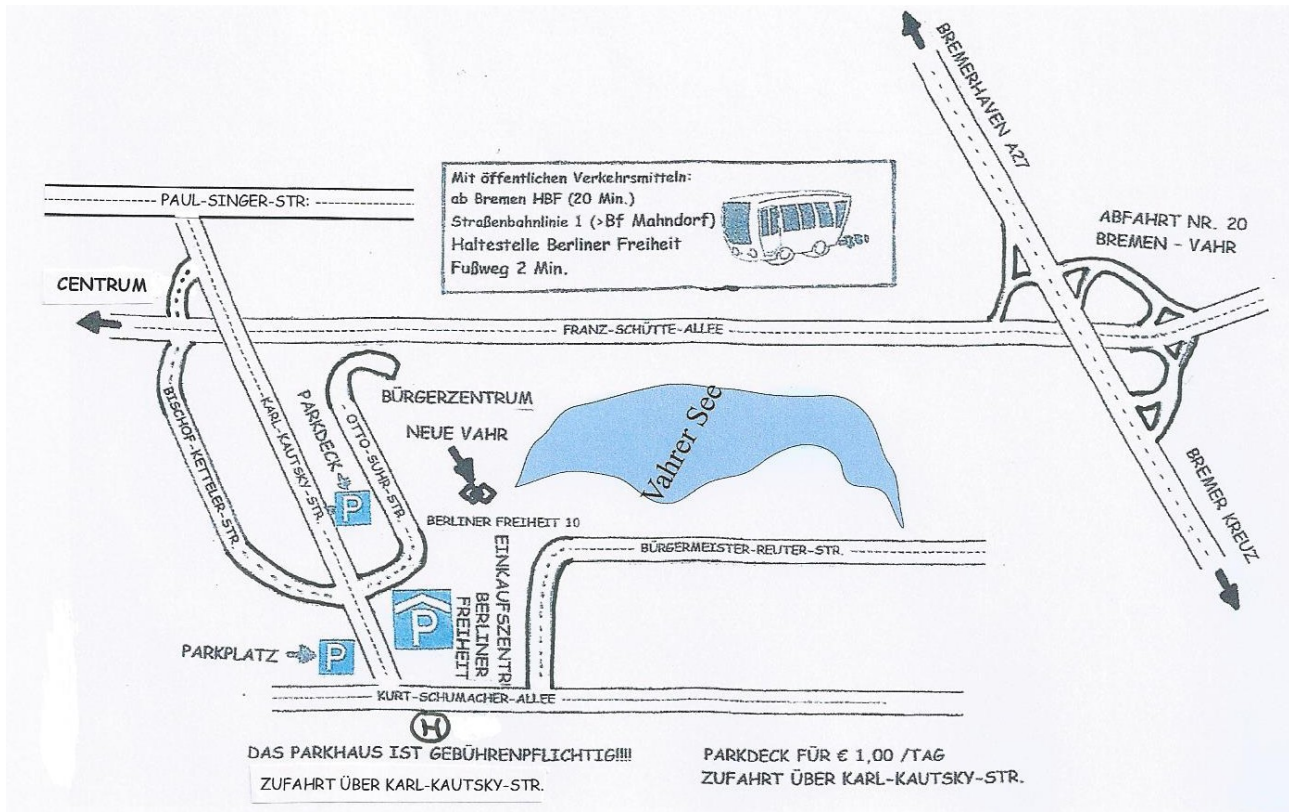 BREMERHAVEN A27
Mit öffentlichen Verkehrsmitteln:
ab Bremen HBF (20 Min.)
Straßenbahnlinie 1 (>Bf Mahndorf)
Haltestelle Berliner Freiheit
Fußweg 2 Min.
PAUL-SINGER-STR:
ABFAHRT NR. 20
BREMEN - VAHR
CENTRUM
FRANZ-SCHÜTTE-ALLEE
BISCHOF-KETTELER-STR.
KARL-KAUTSKY-STR.
PARKDECK
P
OTTO-SUHR-STR.
BÜRGERZENTRUM
NEUE VAHR
BERLINER FREIHEIT 10
Vahrer See
BREMER KREUZ
BÜRGERMEISTER-REUTER-STR.
EINKAUFSZENTR
BERLINER
FREIHEIT
P
PARKPLATZ
P
KURT-SCHUMACHER-ALLEE
H
DAS PARKHAUS IST GEBÜHRENPFLICHTIG!!!!
ZUFAHRT ÜBER KARL-KAUTSKY-STR.
PARKDECK FÜR € 1,00 /TAG
ZUFAHRT ÜBER KARL-KAUTSKY-STR.